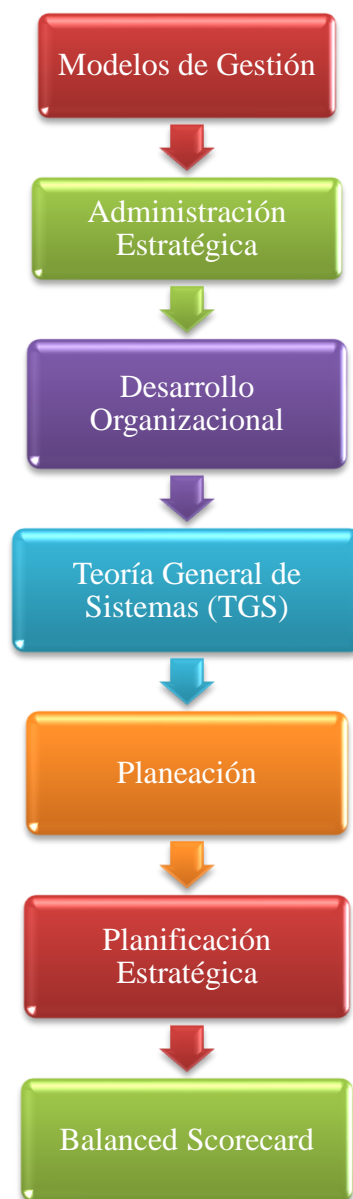 Modelos de Gestión
Administración
Estratégica
Desarrollo
Organizacional
Teoría General de
Sistemas (TGS)
Planeación
Planificación
Estratégica
Balanced Scorecard